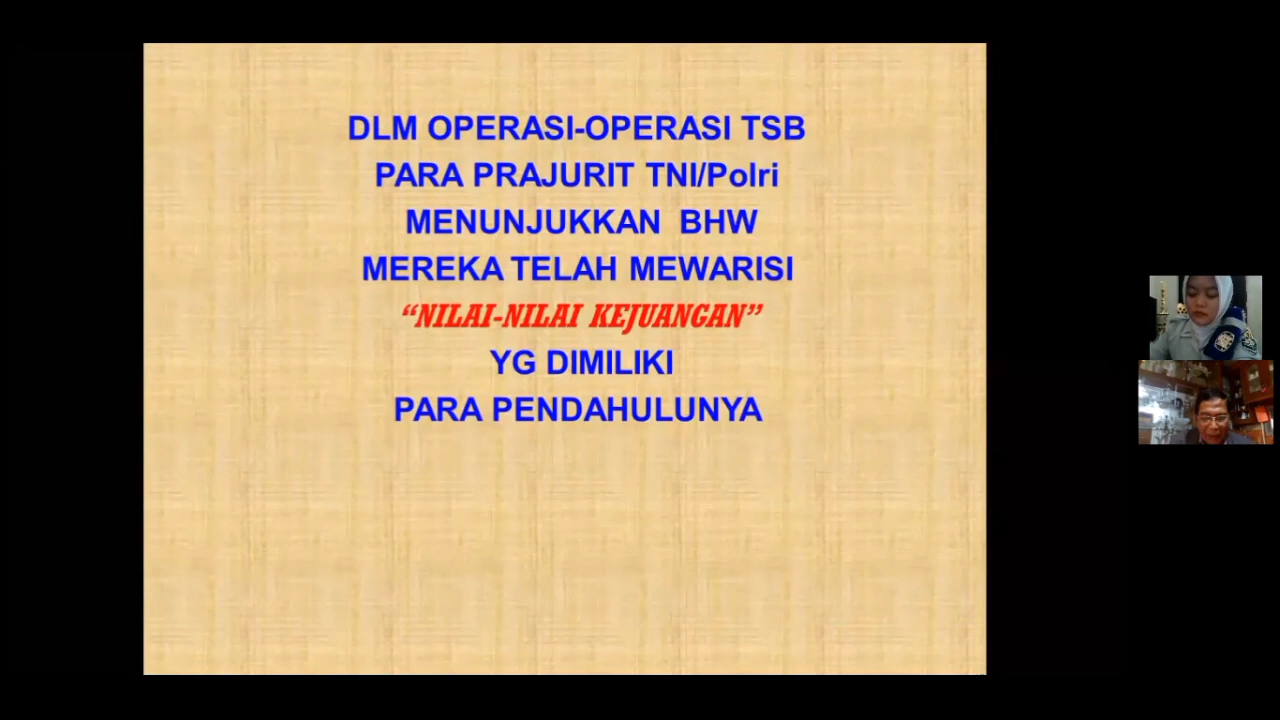 DLM OPERASI-OPERASI TSB
PARA PRAJURIT TNI/Polri
MENUNJUKKAN BHW
MEREKA TELAH MEWARISI
“NILAI-NILAI KEJUANGAN”
YG DIMILIKI
PARA PENDAHULUNYA